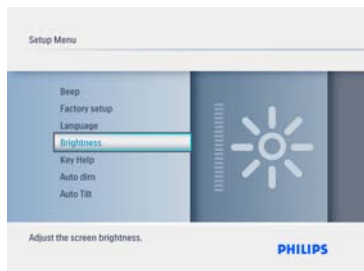 Setup Menu
Beep
Factory setup
Language
Brightness
Key Help
Auto dim
Auto Tilt
Adjust the screen brightness.
PHILIPS